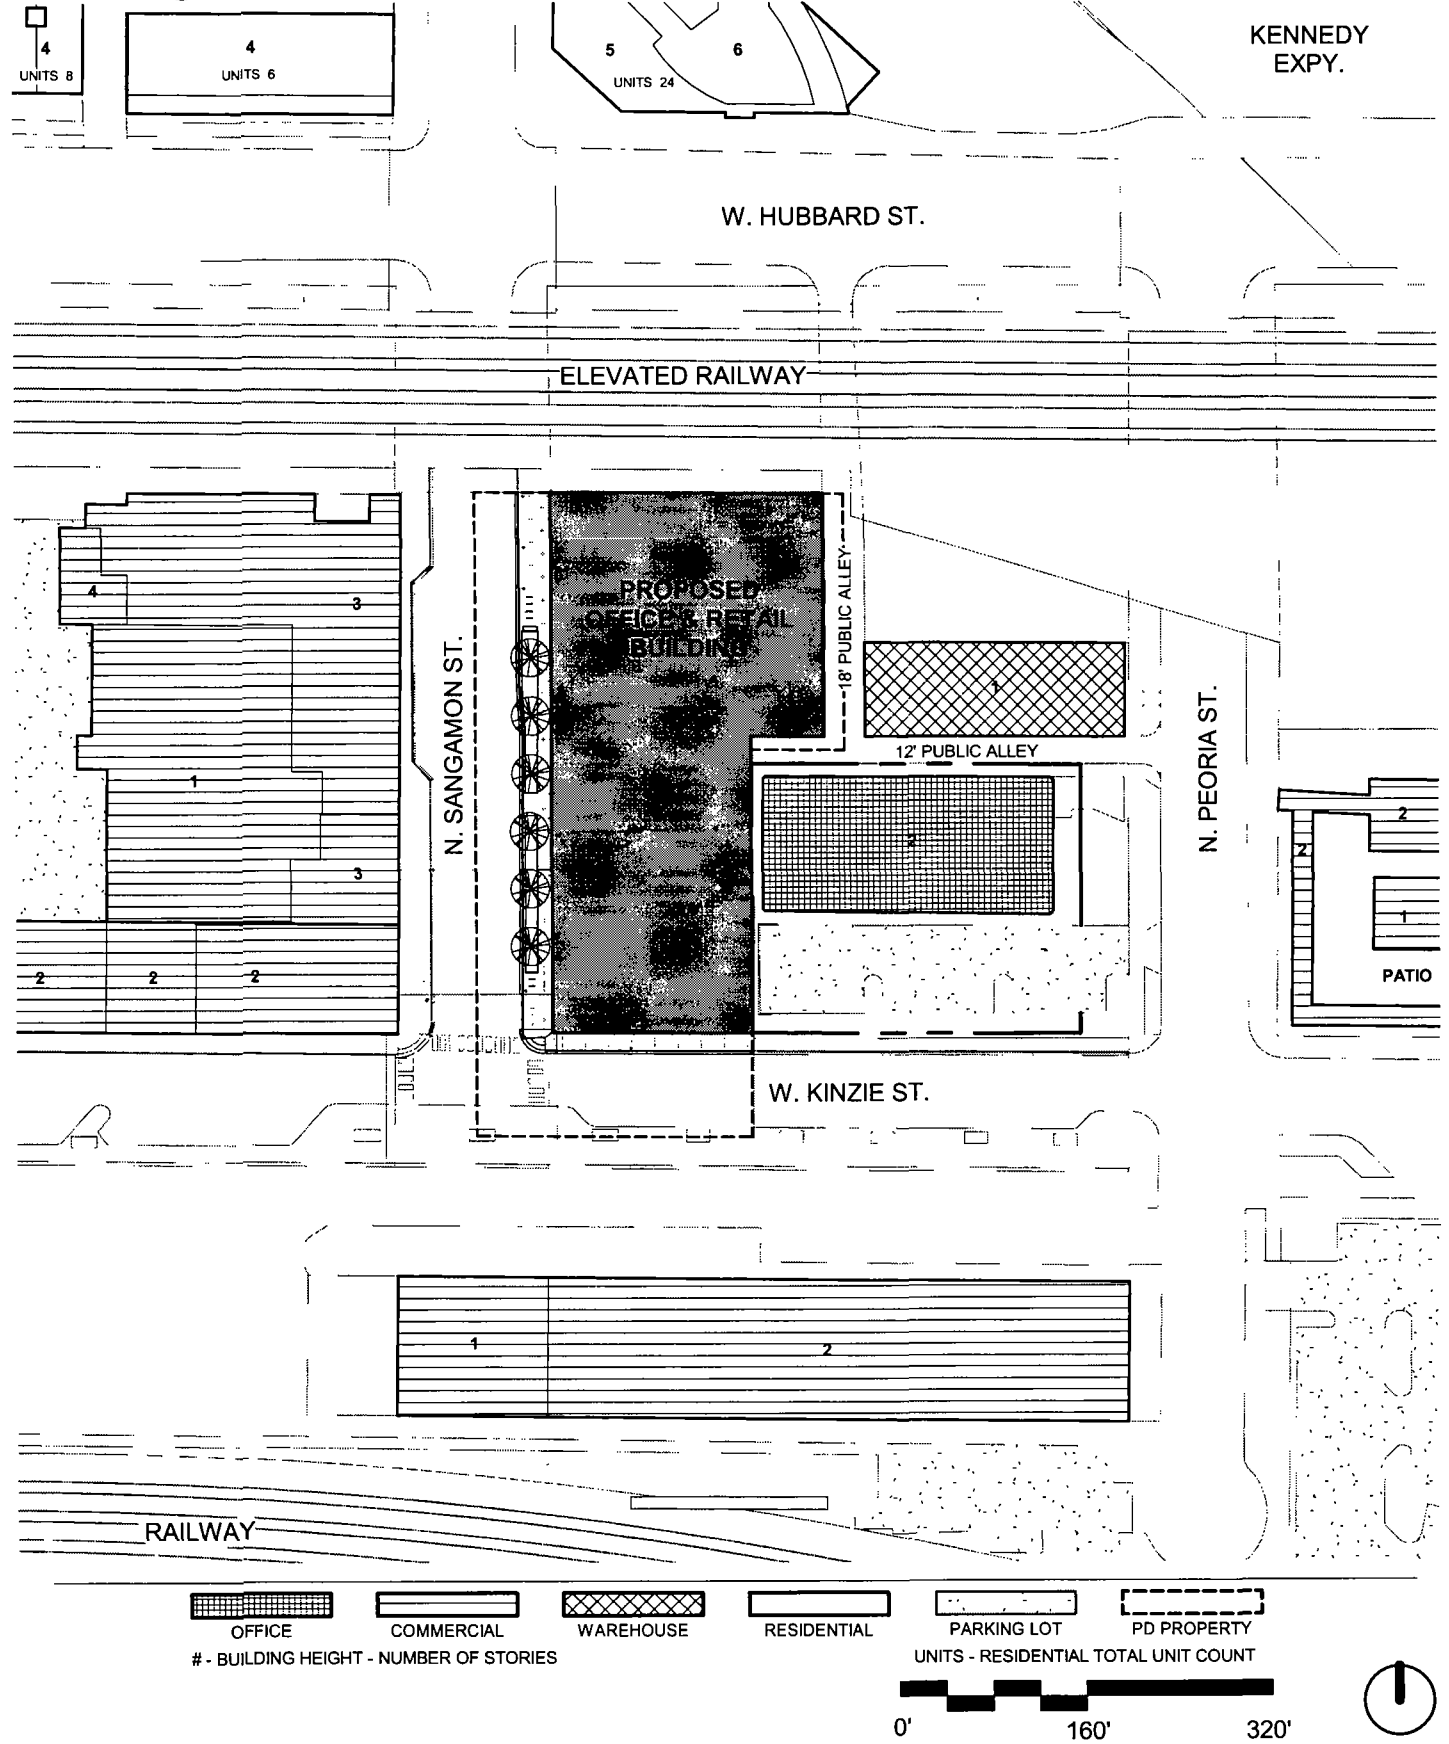 KENNEDY
EXPY.
4
UNITS 8
4
UNITS 6
5
6
UNITS 24
W. HUBBARD ST.
ELEVATED RAILWAY
PROPOSED
OFFICE & RETAIL
BUILDING
18' PUBLIC ALLEY
4
3
1
3
2
2
2
N. SANGAMON ST.
1
12' PUBLIC ALLEY
2
N. PEORIA ST.
2
2
1
PATIO
W. KINZIE ST.
1
2
RAILWAY
OFFICE
COMMERCIAL
WAREHOUSE
RESIDENTIAL
PARKING LOT
PD PROPERTY
# - BUILDING HEIGHT - NUMBER OF STORIES
UNITS - RESIDENTIAL TOTAL UNIT COUNT
0'
160'
320'